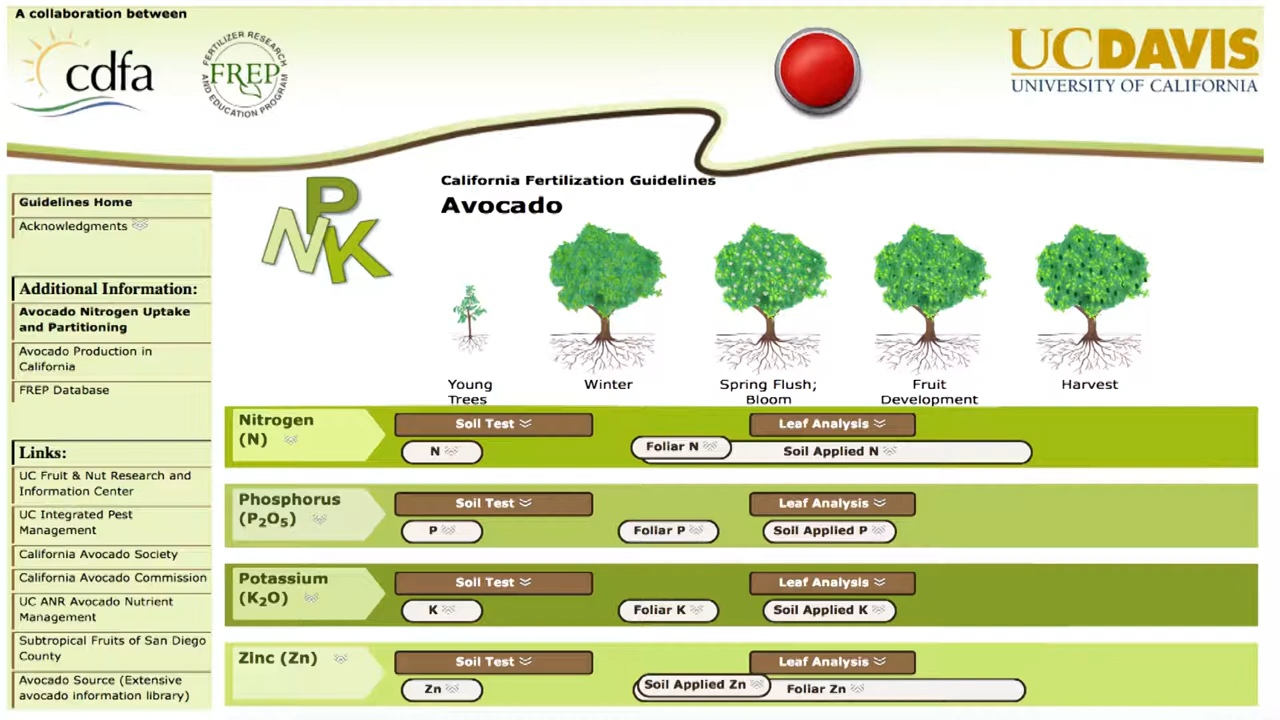 A collaboration between
cdfa
FERTILIZER RESEARCH
FREP
AND EDUCATION PROGRAM
UCDAVIS
UNIVERSITY OF CALIFORNIA
Guidelines Home
Acknowledgments
Additional Information:
Avocado Nitrogen Uptake
and Partitioning
Avocado Production in
California
FREP Database
Links:
UC Fruit & Nut Research and
Information Center
UC Integrated Pest
Management
California Avocado Society
California Avocado Commission
UC ANR Avocado Nutrient
Management
Subtropical Fruits of San Diego
County
Avocado Source (Extensive
avocado information library)
N P K
California Fertilization Guidelines
Avocado
Young
Trees
Winter
Spring Flush;
Bloom
Fruit
Development
Harvest
Nitrogen
(N)
Soil Test
Leaf Analysis
N
Foliar N
Soil Applied N
Phosphorus
(P₂O₅)
Soil Test
Leaf Analysis
P
Foliar P
Soil Applied P
Potassium
(K₂O)
Soil Test
Leaf Analysis
K
Foliar K
Soil Applied K
Zinc (Zn)
Soil Test
Leaf Analysis
Zn
Soil Applied Zn
Foliar Zn